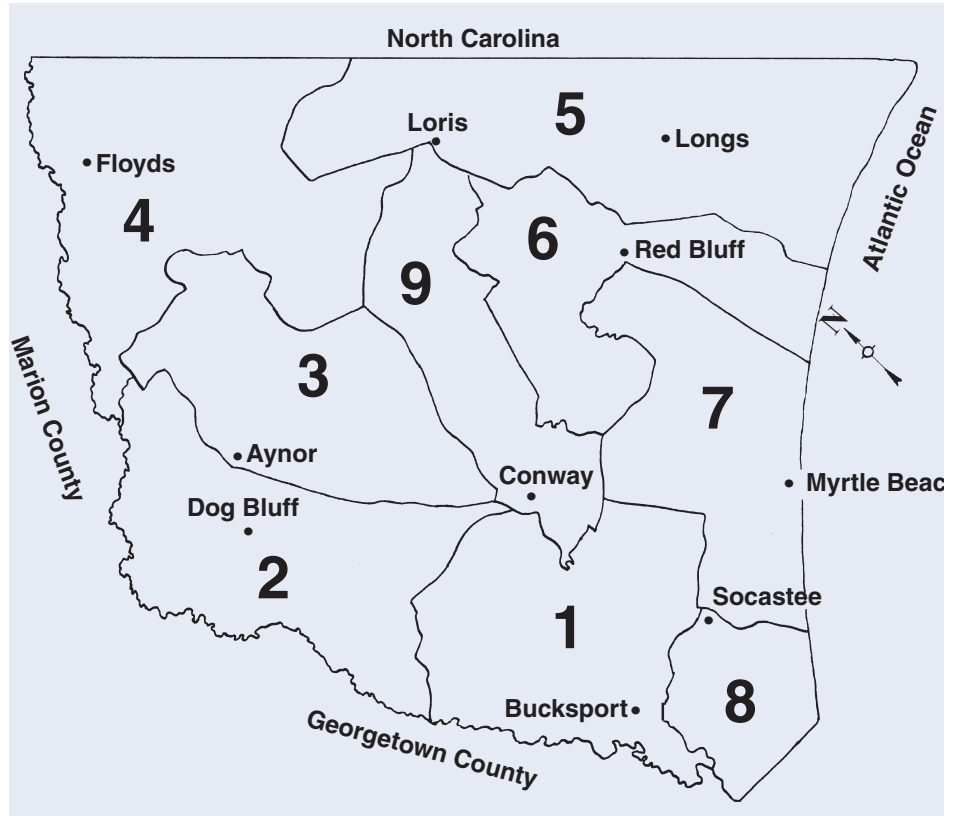 North Carolina
5
Loris
Longs
Floyds
4
Atlantic Ocean
6
Red Bluff
9
N
Marion County
3
7
Aynor
Conway
Myrtle Beac
Dog Bluff
2
Socastee
1
8
Bucksport
Georgetown County